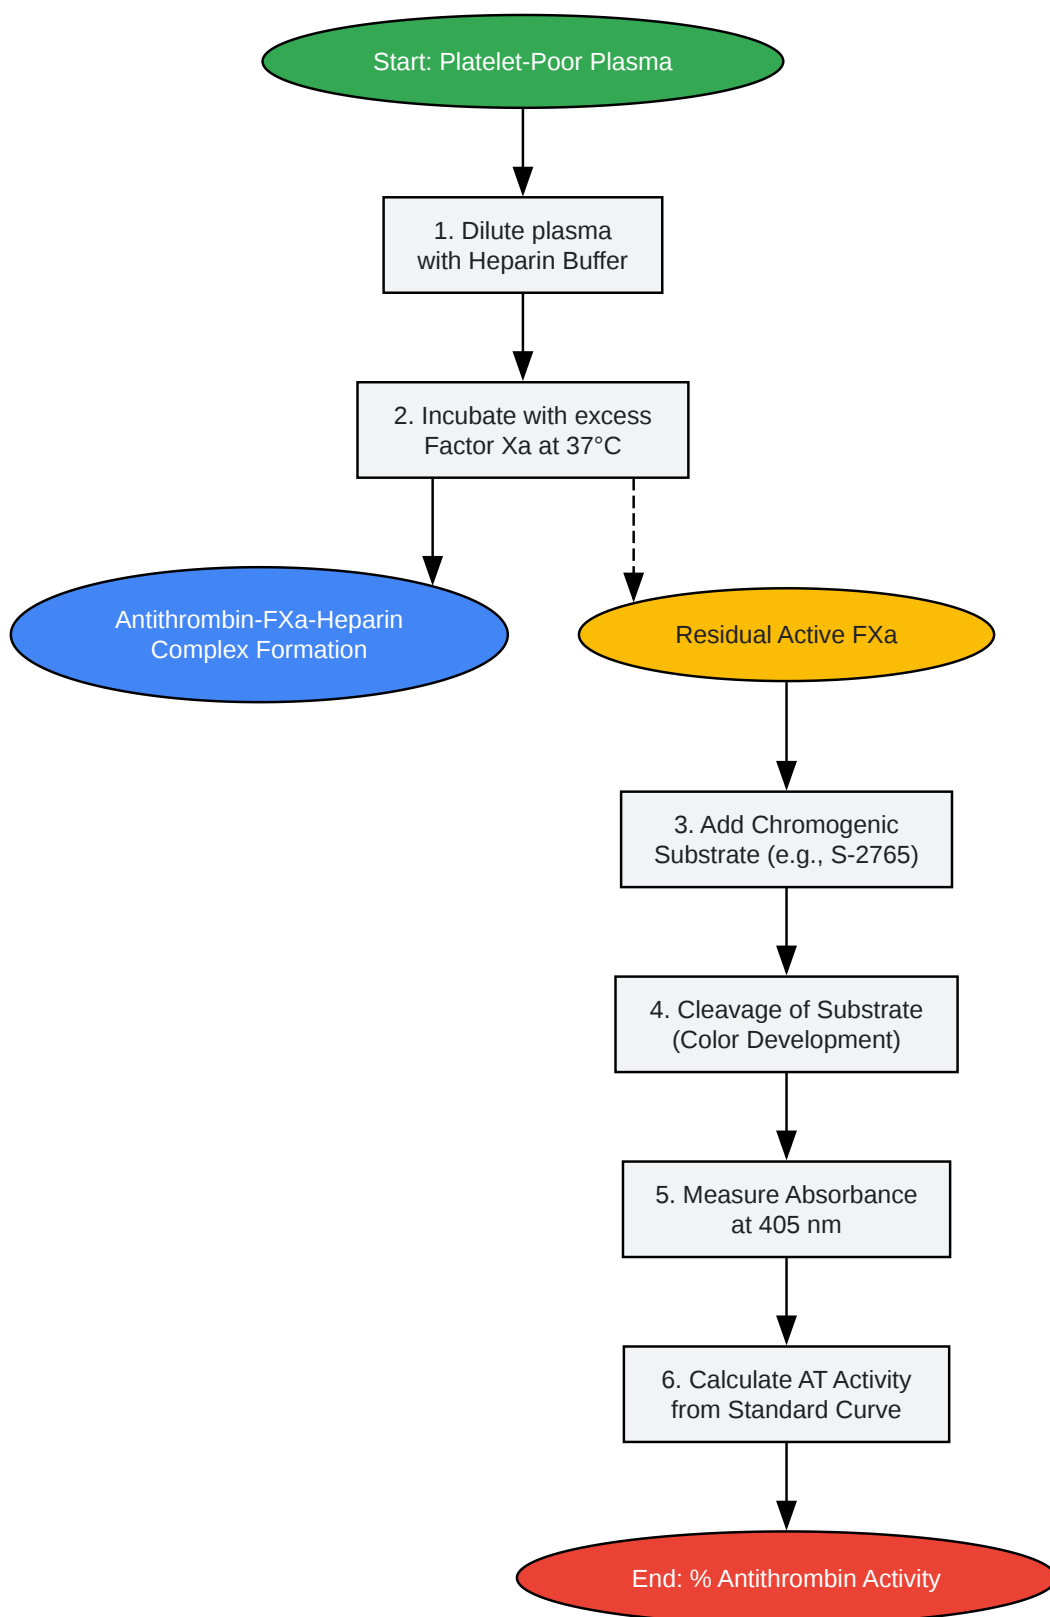 Start: Platelet-Poor Plasma
1. Dilute plasma
with Heparin Buffer
2. Incubate with excess
Factor Xa at 37°C
Antithrombin-FXa-Heparin
Complex Formation
Residual Active FXa
3. Add Chromogenic
Substrate (e.g., S-2765)
4. Cleavage of Substrate
(Color Development)
5. Measure Absorbance
at 405 nm
6. Calculate AT Activity
from Standard Curve
End: % Antithrombin Activity